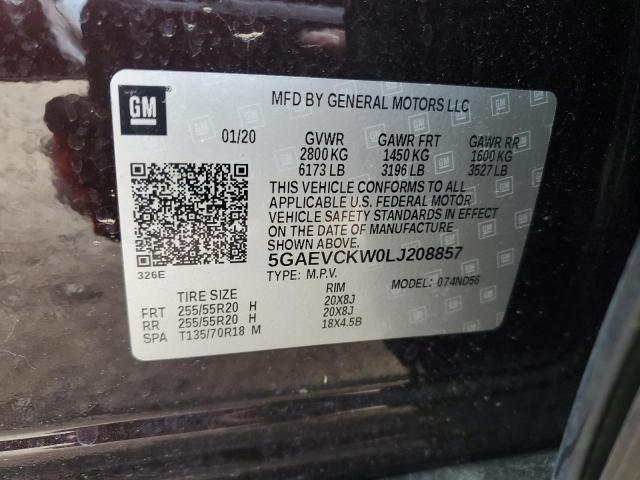 GM
MFD BY GENERAL MOTORS LLC
01/20 GVWR GAWR FRT GAWR RR
2800 KG 1450 KG 1600 KG
6173 LB 3196 LB 3527 LB
THIS VEHICLE CONFORMS TO ALL
APPLICABLE U.S. FEDERAL MOTOR
VEHICLE SAFETY STANDARDS IN EFFECT
ON THE DATE OF MANUFACTURE
SHOWN ABOVE.
5GAEVCKW0LJ208857
326E
TYPE: M.P.V. MODEL: 074ND56
TIRE SIZE RIM
FRT 255/55R20 H 20X8J
RR 255/55R20 H 20X8J
SPA T135/70R18 M 18X4.5B